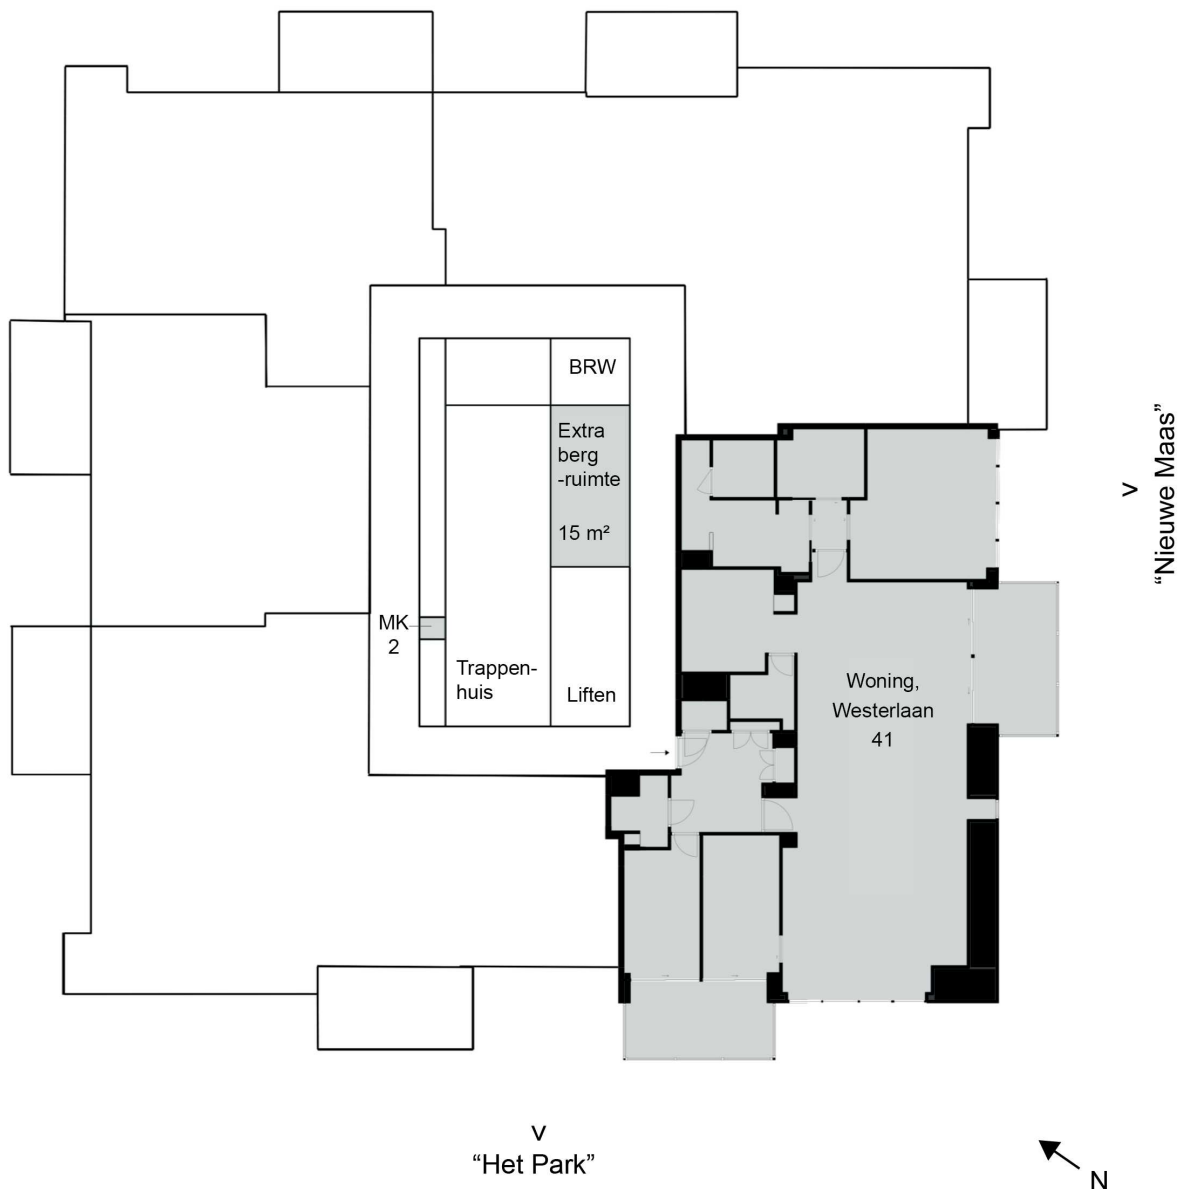 BRW
Extra
berg
-ruimte
15 m²
MK
2
Trappen-
huis
Liften
Woning,
Westerlaan
41
v
“Nieuwe Maas”
v
“Het Park”
N